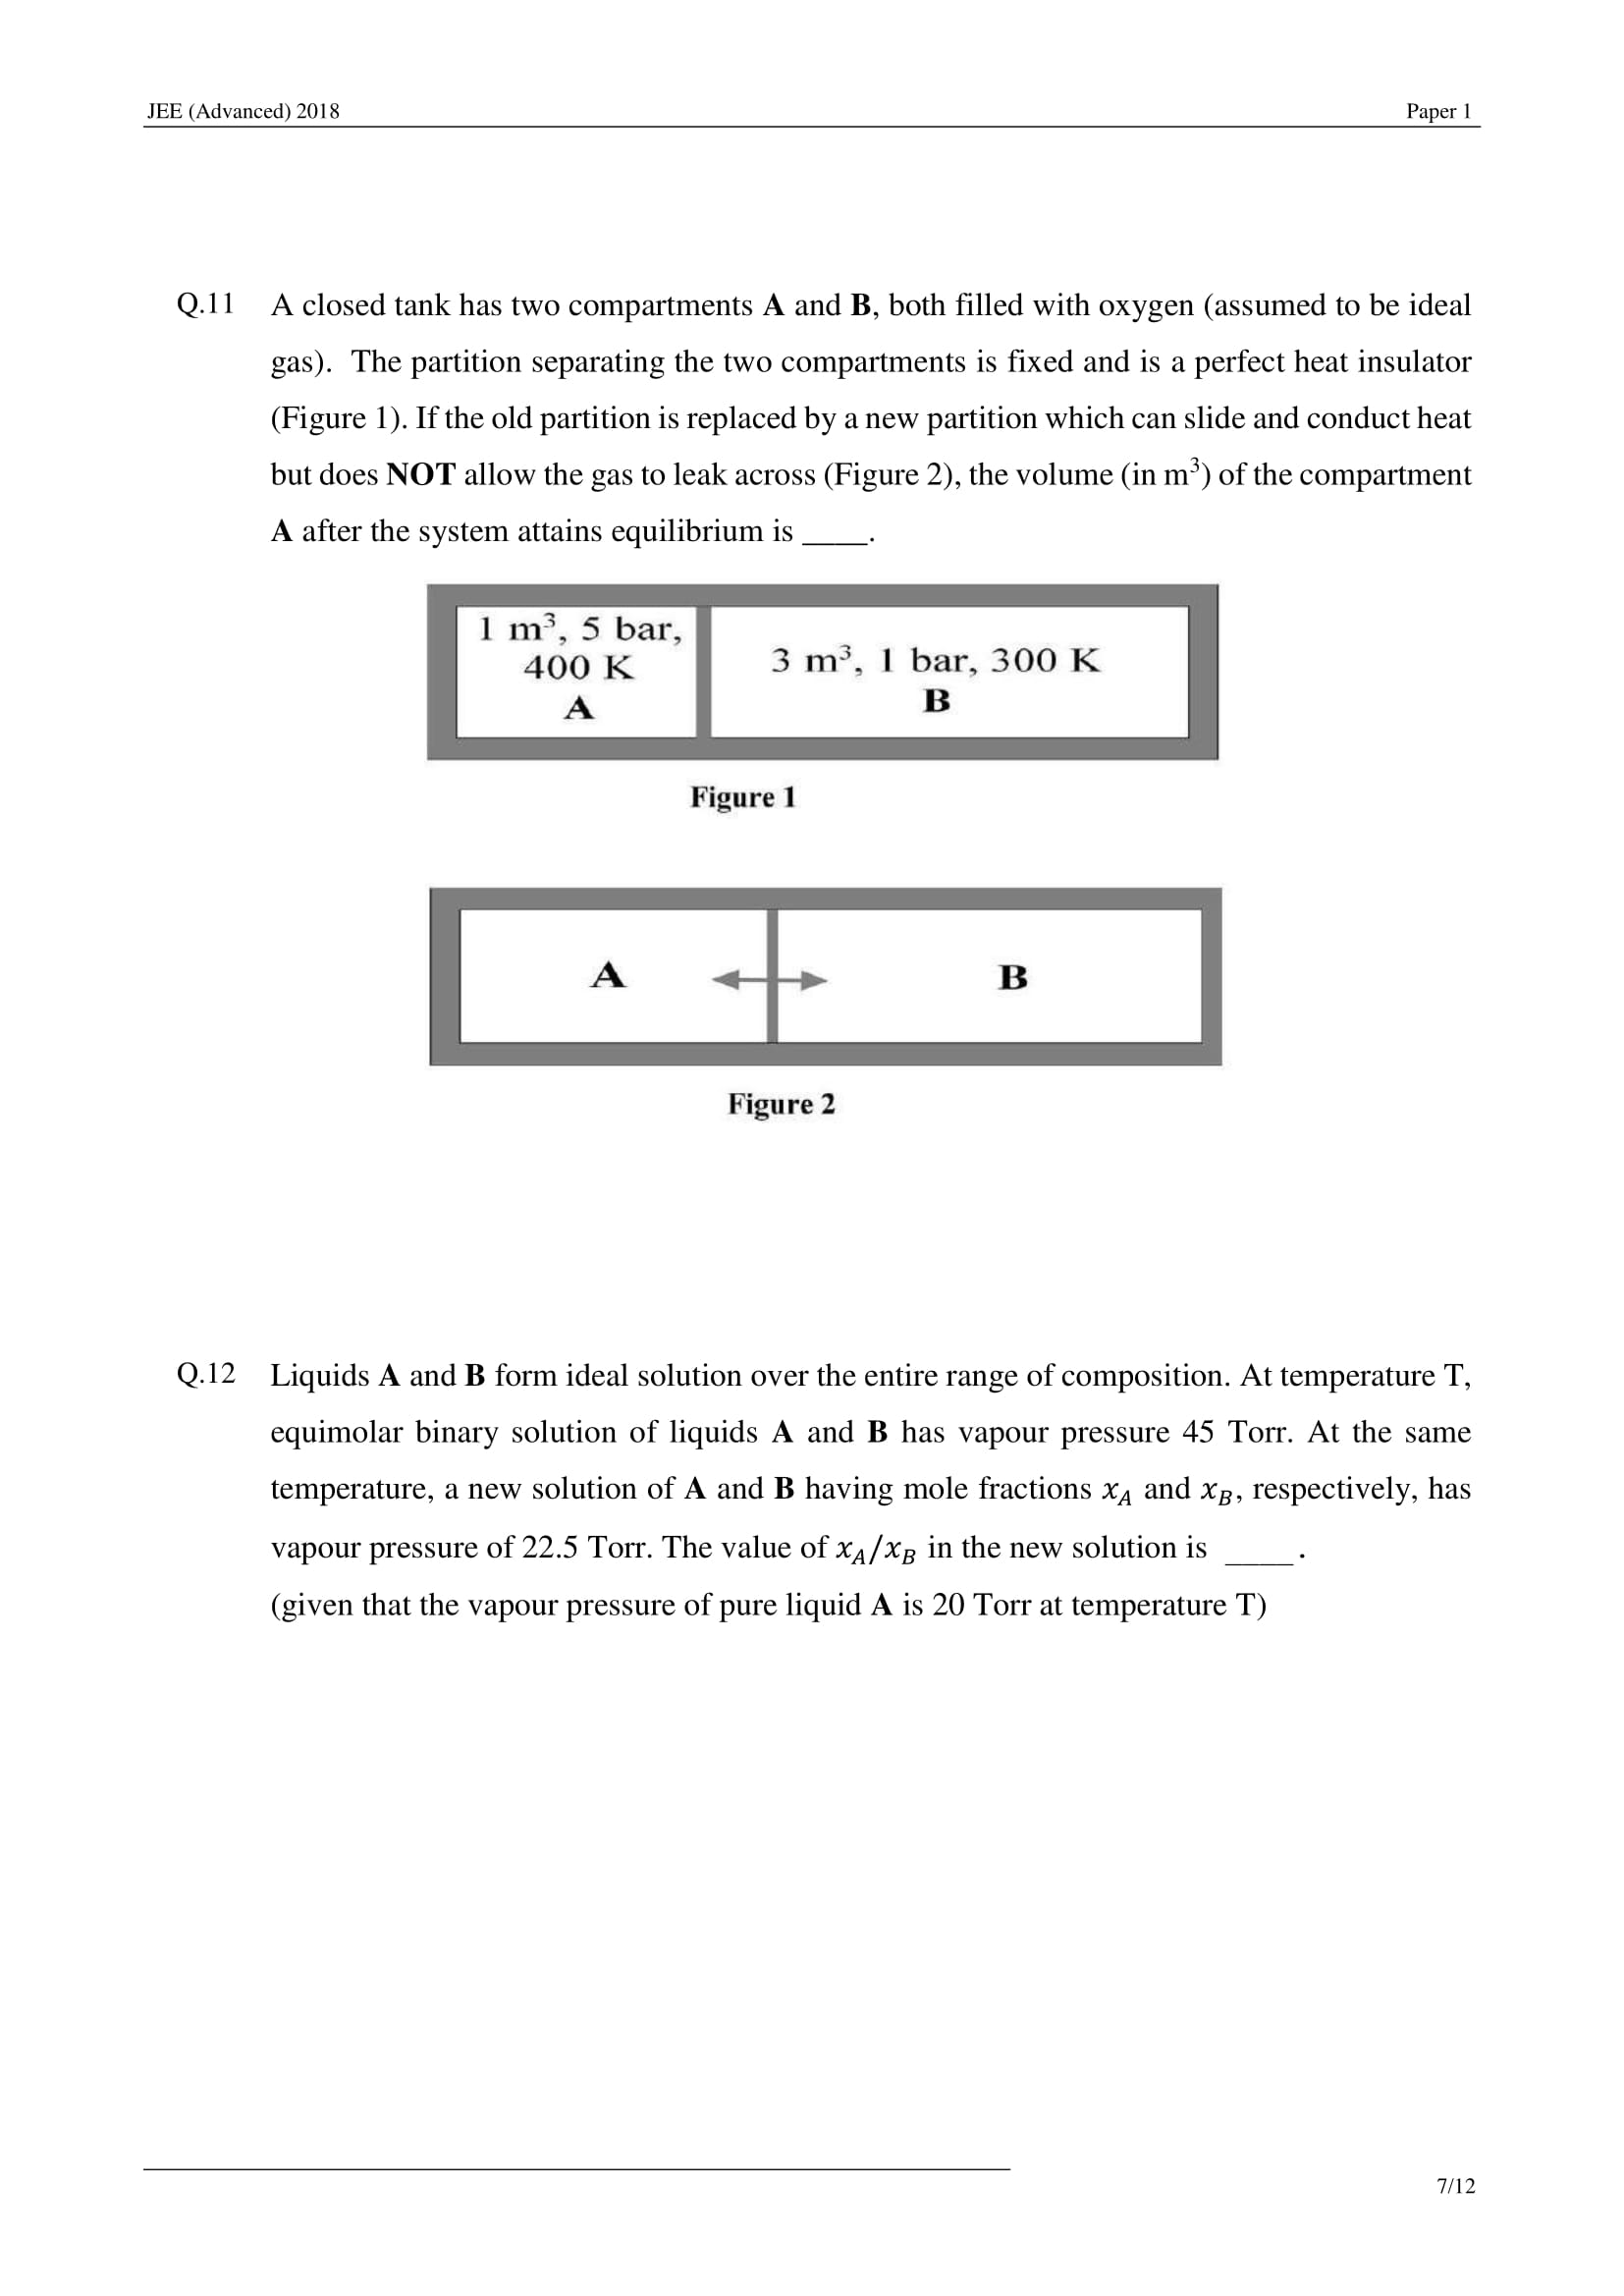 JEE (Advanced) 2018 Paper 1
Q.11 A closed tank has two compartments A and B, both filled with oxygen (assumed to be ideal
gas). The partition separating the two compartments is fixed and is a perfect heat insulator
(Figure 1). If the old partition is replaced by a new partition which can slide and conduct heat
but does NOT allow the gas to leak across (Figure 2), the volume (in m³) of the compartment
A after the system attains equilibrium is ____.
1 m³, 5 bar,
400 K
A
3 m³, 1 bar, 300 K
B
Figure 1
A
B
Figure 2
Q.12 Liquids A and B form ideal solution over the entire range of composition. At temperature T,
equimolar binary solution of liquids A and B has vapour pressure 45 Torr. At the same
temperature, a new solution of A and B having mole fractions x_A and x_B, respectively, has
vapour pressure of 22.5 Torr. The value of x_A/x_B in the new solution is ____.
(given that the vapour pressure of pure liquid A is 20 Torr at temperature T)
7/12